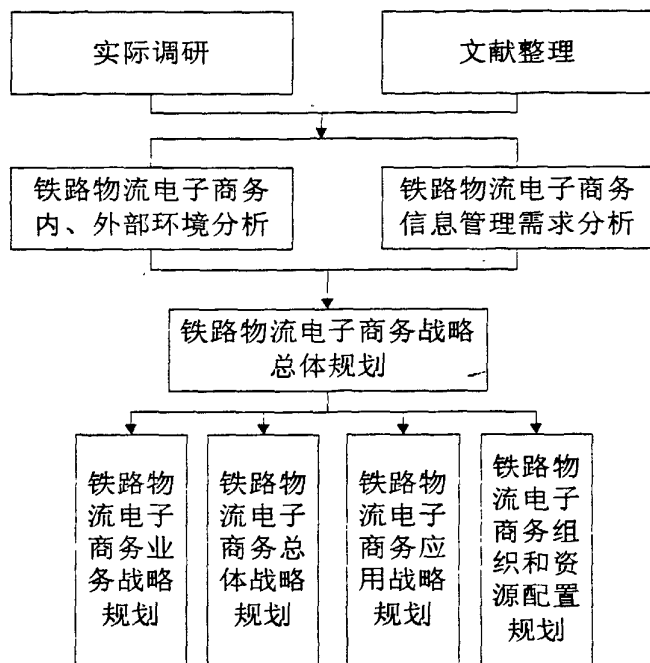 实际调研
文献整理
铁路物流电子商务
内、外部环境分析
铁路物流电子商务
信息管理需求分析
铁路物流电子商务战略
总体规划
铁路物
流电子
商务业
务战略
规划
铁路物
流电子
商务总
体战略
规划
铁路物
流电子
商务应
用战略
规划
铁路物
流电子
商务组
织和资
源配置
规划